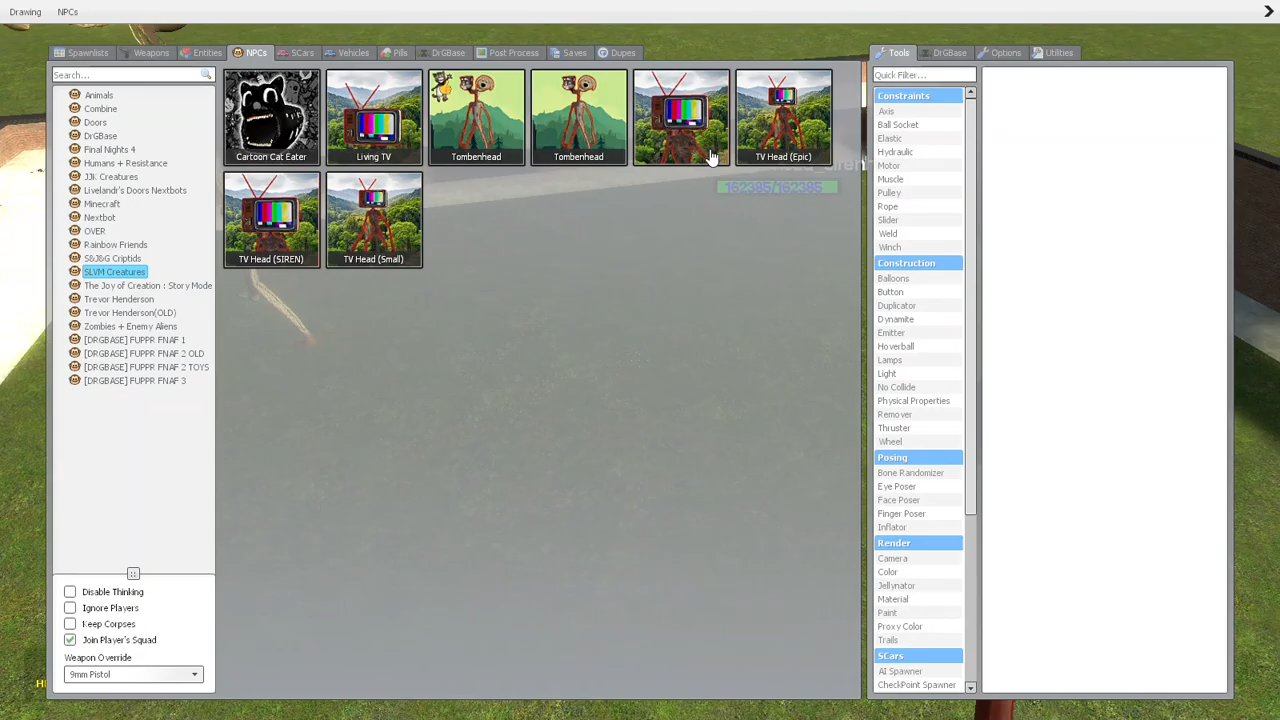 Drawing NPCs
Spawnlists Weapons Entities NPCs SCars Vehicles Pills DrGBase Post Process Saves Dupes
Tools DrGBase Options Utilities
Search...
Animals
Combine
Doors
DrGBase
Final Nights 4
Humans + Resistance
JJK Creatures
Livelandr's Doors Nextbots
Minecraft
Nextbot
OVER
Rainbow Friends
S&J&G Criptids
SLVM Creatures
The Joy of Creation : Story Mode
Trevor Henderson
Trevor Henderson(OLD)
Zombies + Enemy Aliens
[DRGBASE] FUPPR FNAF 1
[DRGBASE] FUPPR FNAF 2 OLD
[DRGBASE] FUPPR FNAF 2 TOYS
[DRGBASE] FUPPR FNAF 3
Disable Thinking
Ignore Players
Keep Corpses
Join Player's Squad
Weapon Override
9mm Pistol
Cartoon Cat Eater Living TV Tombenhead Tombenhead TV Head (Epic)
TV Head (SIREN) TV Head (Small)
162385/162385
Quick Filter...
Constraints
Axis
Ball Socket
Elastic
Hydraulic
Motor
Muscle
Pulley
Rope
Slider
Weld
Winch
Construction
Balloons
Button
Duplicator
Dynamite
Emitter
Hoverball
Lamps
Light
No Collide
Physical Properties
Remover
Thruster
Wheel
Posing
Bone Randomizer
Eye Poser
Face Poser
Finger Poser
Inflator
Render
Camera
Color
Jellynator
Material
Paint
Proxy Color
Trails
SCars
AI Spawner
CheckPoint Spawner